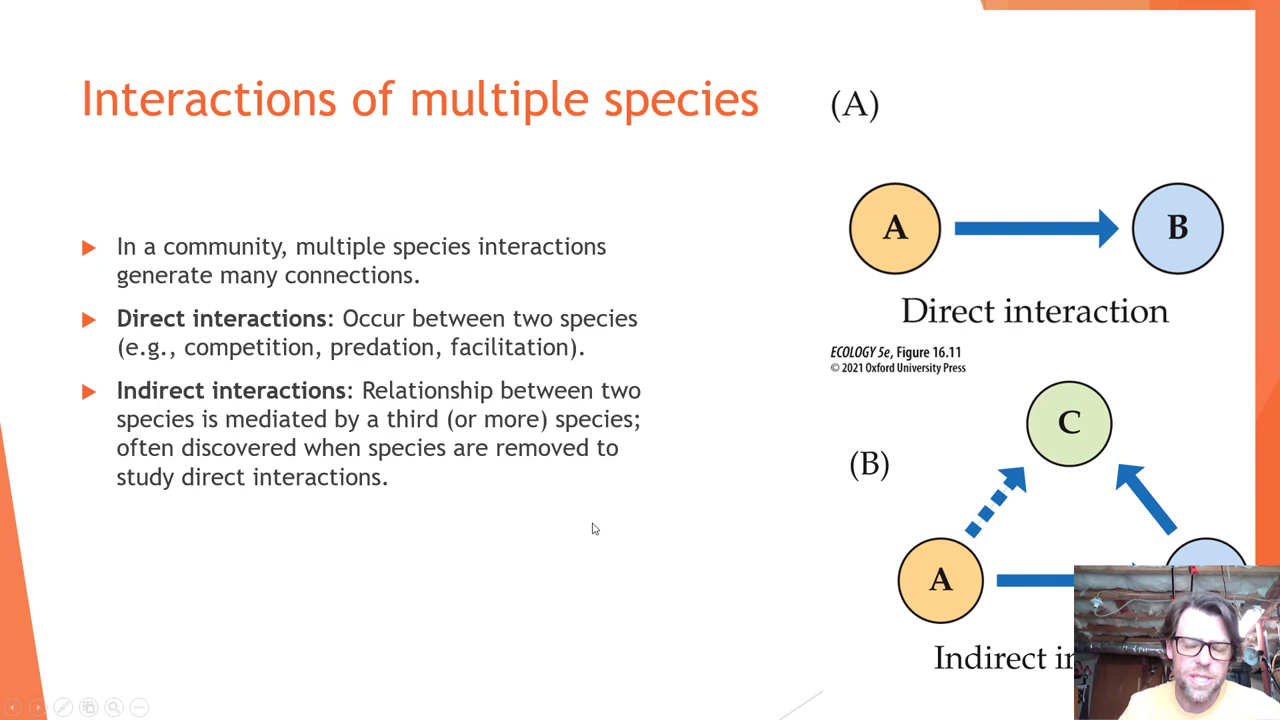 Interactions of multiple species
In a community, multiple species interactions
generate many connections.
Direct interactions: Occur between two species
(e.g., competition, predation, facilitation).
Indirect interactions: Relationship between two
species is mediated by a third (or more) species;
often discovered when species are removed to
study direct interactions.
(A)
A
B
Direct interaction
ECOLOGY 5e, Figure 16.11
© 2021 Oxford University Press
C
(B)
A
Indirect